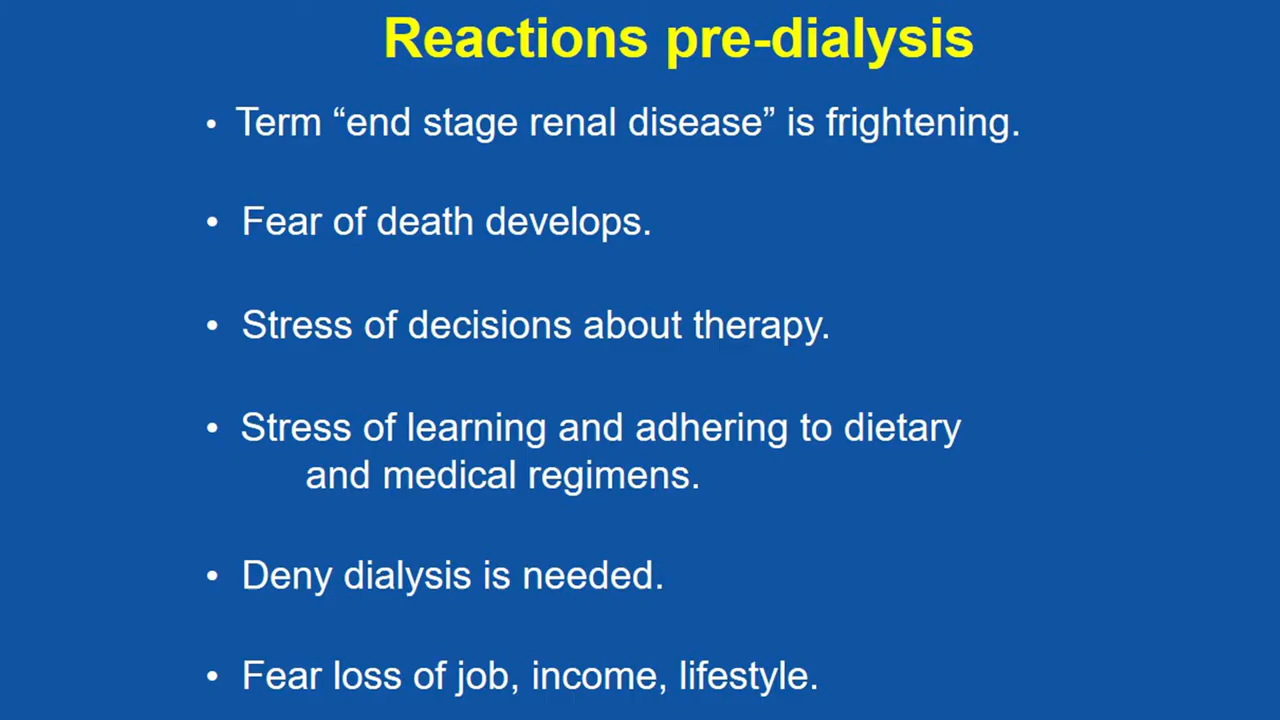 Reactions pre-dialysis
• Term “end stage renal disease” is frightening.
• Fear of death develops.
• Stress of decisions about therapy.
• Stress of learning and adhering to dietary
and medical regimens.
• Deny dialysis is needed.
• Fear loss of job, income, lifestyle.